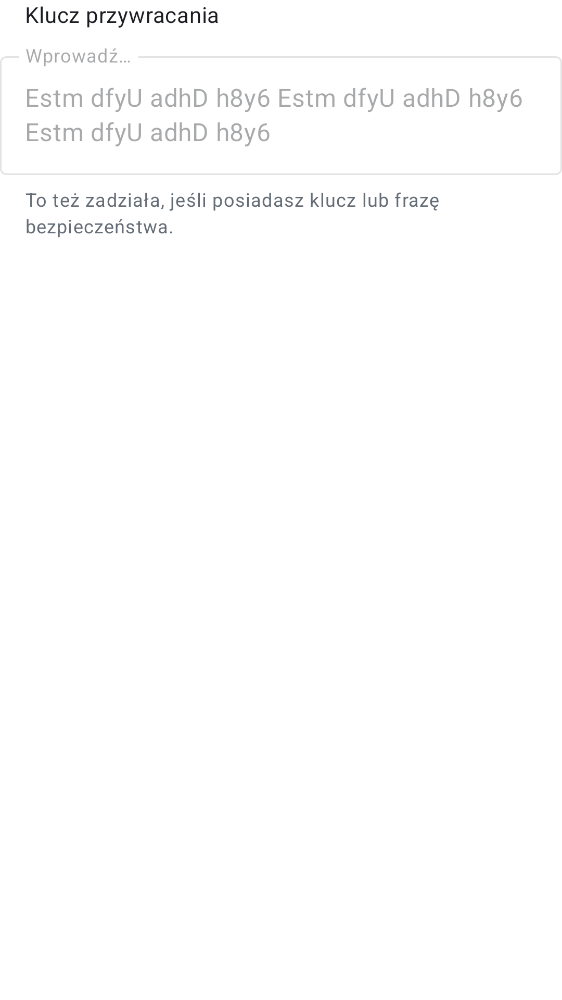 Klucz przywracania
Wprowadź…
Estm dfyU adhD h8y6 Estm dfyU adhD h8y6
Estm dfyU adhD h8y6
To też zadziała, jeśli posiadasz klucz lub frazę
bezpieczeństwa.